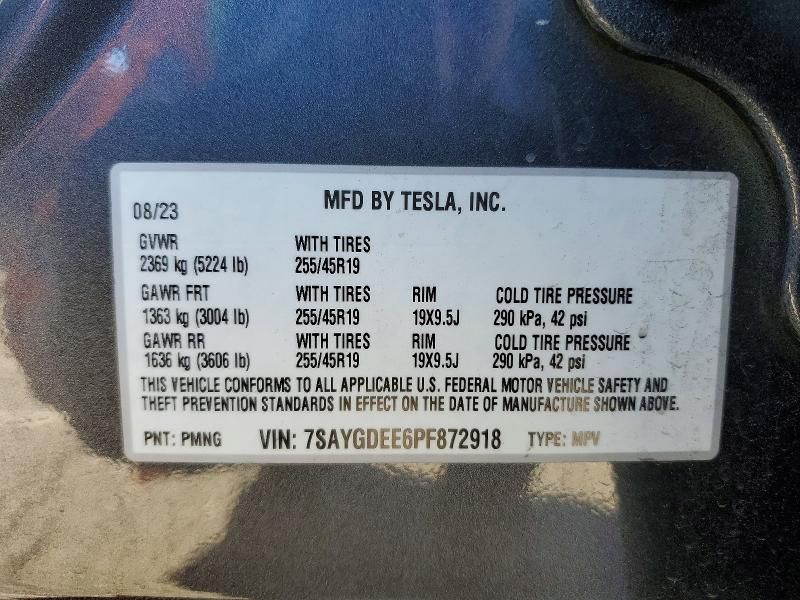 MFD BY TESLA, INC.
08/23
GVWR WITH TIRES
2369 kg (5224 lb) 255/45R19
GAWR FRT WITH TIRES RIM COLD TIRE PRESSURE
1363 kg (3004 lb) 255/45R19 19X9.5J 290 kPa, 42 psi
GAWR RR WITH TIRES RIM COLD TIRE PRESSURE
1636 kg (3606 lb) 255/45R19 19X9.5J 290 kPa, 42 psi
THIS VEHICLE CONFORMS TO ALL APPLICABLE U.S. FEDERAL MOTOR VEHICLE SAFETY AND
THEFT PREVENTION STANDARDS IN EFFECT ON THE DATE OF MANUFACTURE SHOWN ABOVE.
PNT: PMNG VIN: 7SAYGDEE6PF872918 TYPE: MPV